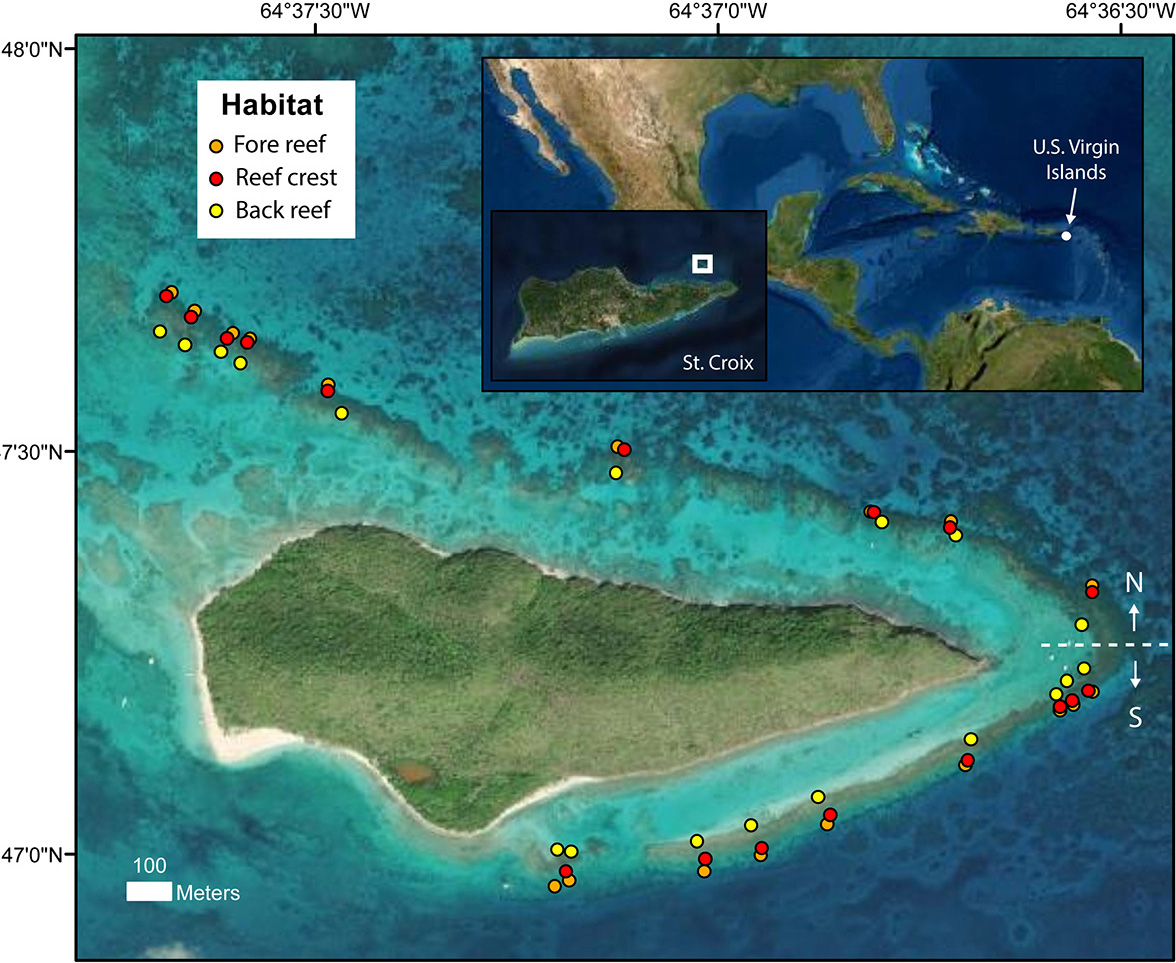 64°37'30"W
64°37'0"W
64°36'30"W
48'0"N
Habitat
Fore reef
Reef crest
Back reef
U.S. Virgin
Islands
St. Croix
7'30"N
N
S
47'0"N
100
Meters